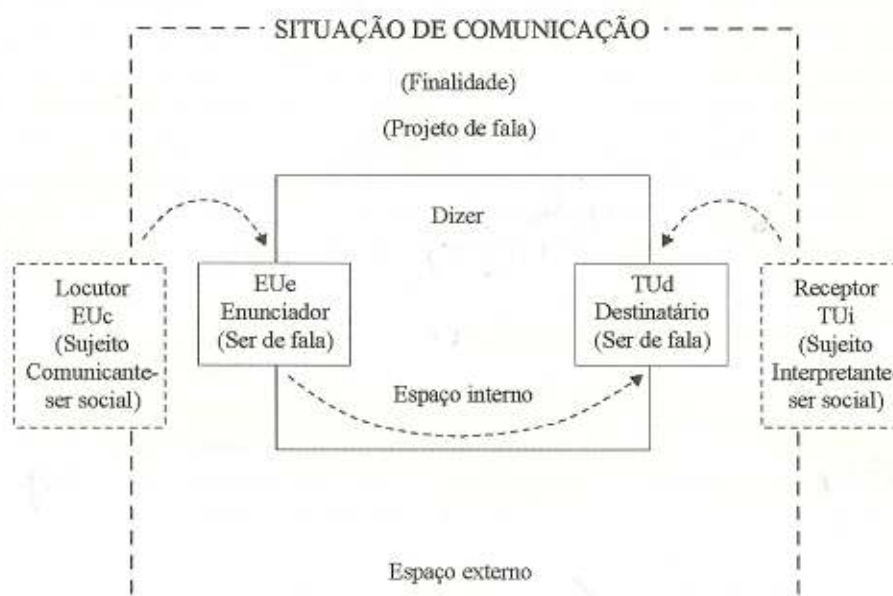 SITUAÇÃO DE COMUNICAÇÃO
(Finalidade)
(Projeto de fala)
Dizer
Locutor
EUc
(Sujeito
Comunicante-
ser social)
EUe
Enunciador
(Ser de fala)
TUd
Destinatário
(Ser de fala)
Receptor
TUi
(Sujeito
Interpretante-
ser social)
Espaço interno
Espaço externo